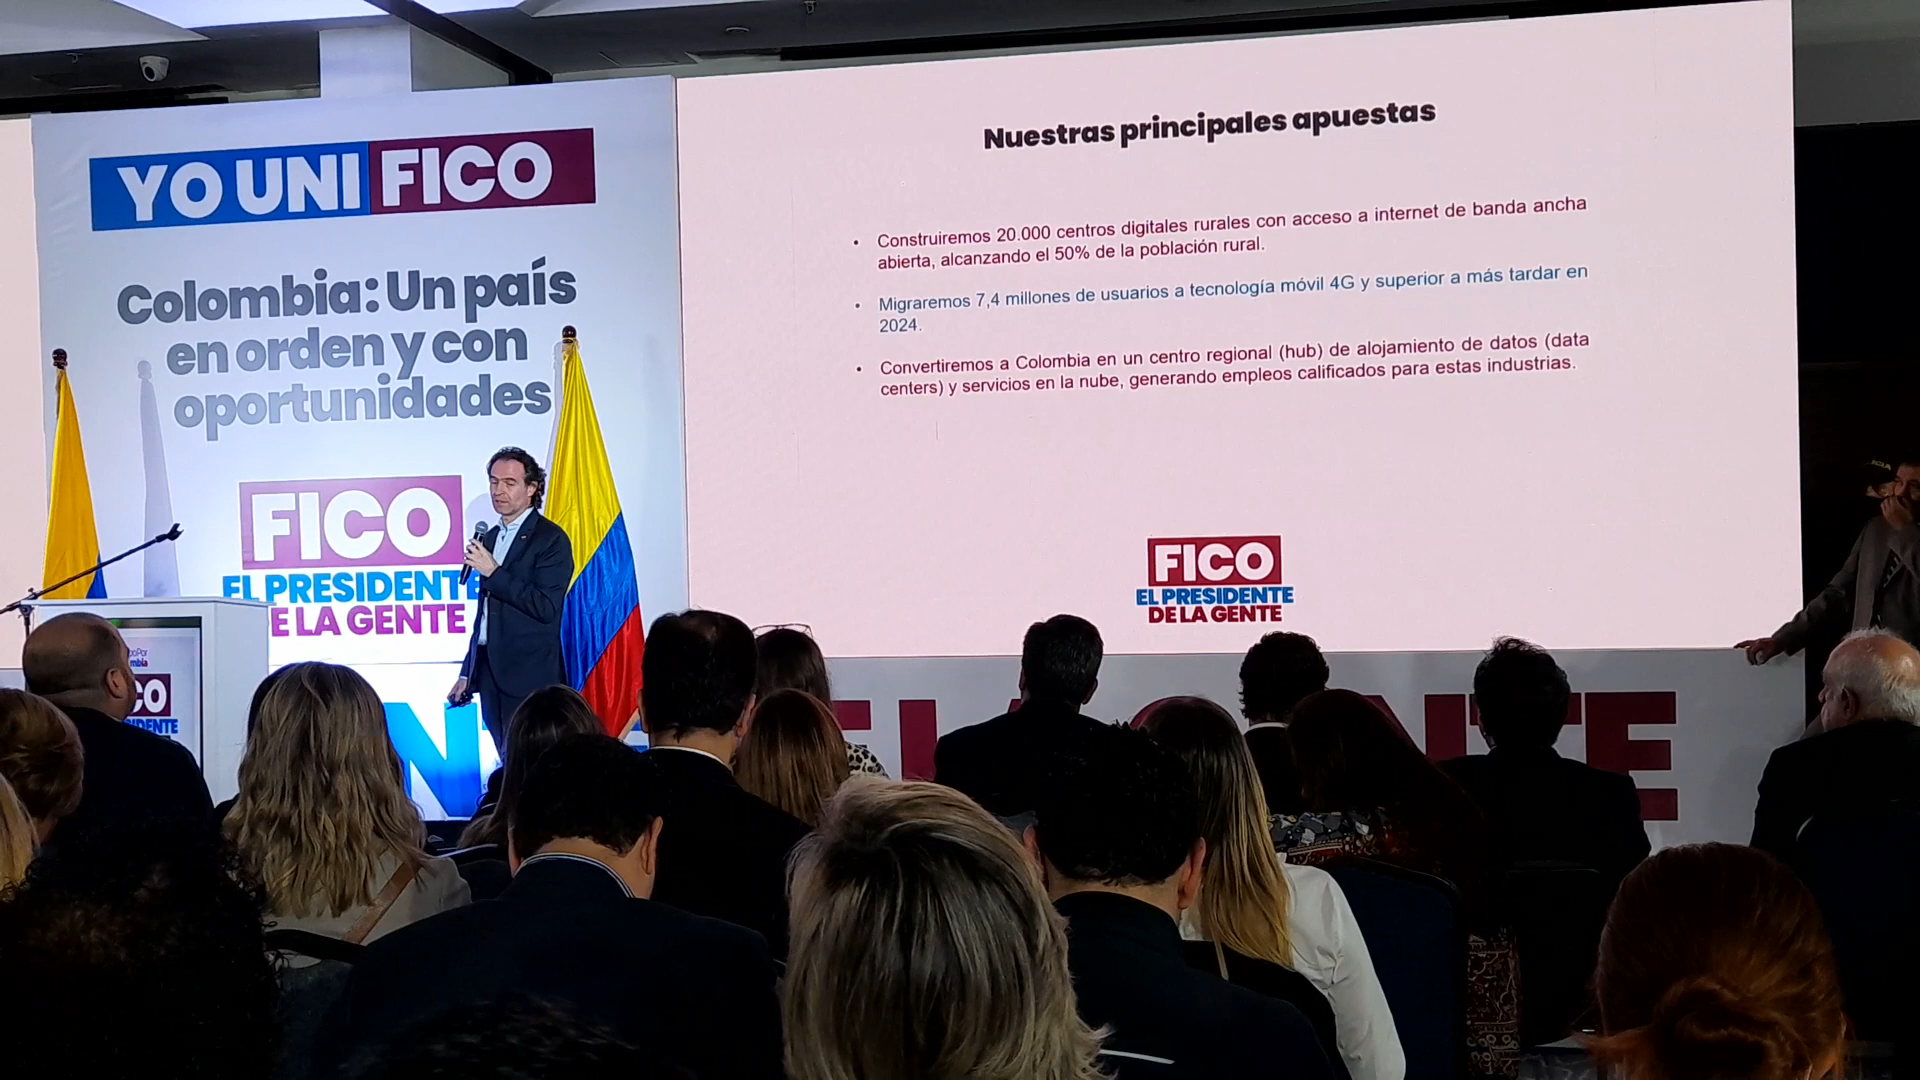 YO UNIFICO
Colombia: Un país
en orden y con
oportunidades
FICO
EL PRESIDENTE
E LA GENTE
Nuestras principales apuestas
• Construiremos 20.000 centros digitales rurales con acceso a internet de banda ancha
abierta, alcanzando el 50% de la población rural.
• Migraremos 7,4 millones de usuarios a tecnología móvil 4G y superior a más tardar en
2024.
• Convertiremos a Colombia en un centro regional (hub) de alojamiento de datos (data
centers) y servicios en la nube, generando empleos calificados para estas industrias.
FICO
EL PRESIDENTE
DE LA GENTE